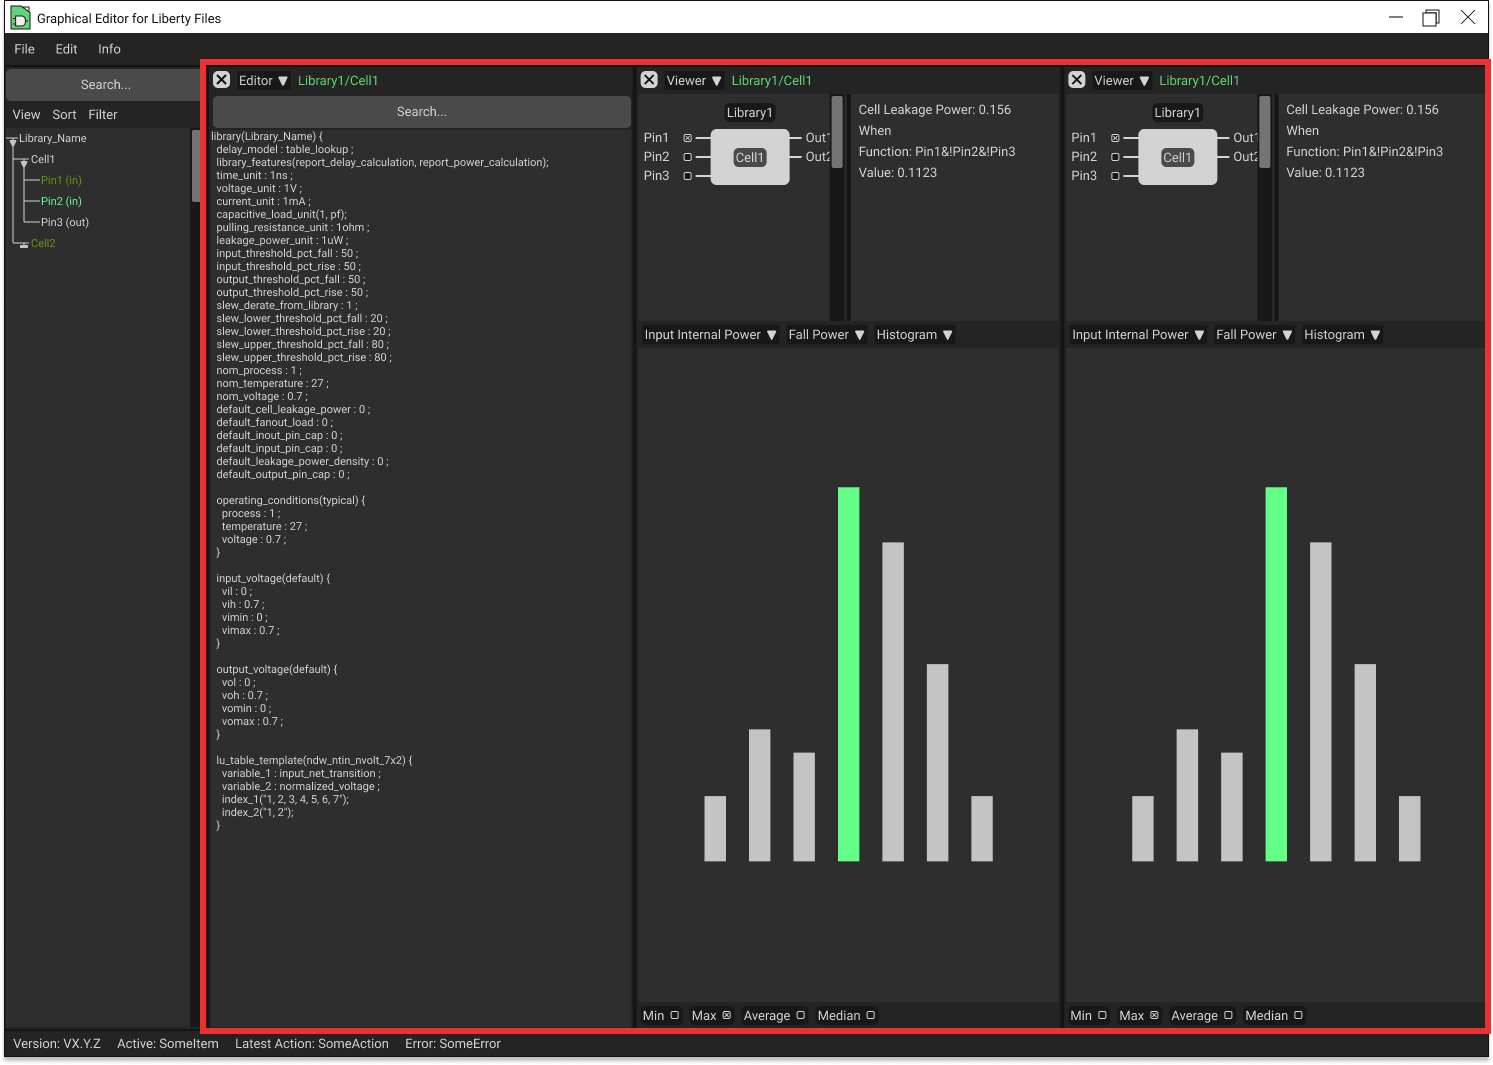 Graphical Editor for Liberty Files
File Edit Info
Search...
View Sort Filter
Library_Name
Cell1
Pin1 (in)
Pin2 (in)
Pin3 (out)
Cell2
Editor ▼ Library1/Cell1
Search...
library(Library_Name) {
delay_model : table_lookup ;
library_features(report_delay_calculation, report_power_calculation);
time_unit : 1ns ;
voltage_unit : 1V ;
current_unit : 1mA ;
capacitive_load_unit(1, pf);
pulling_resistance_unit : 1ohm ;
leakage_power_unit : 1uW ;
input_threshold_pct_fall : 50 ;
input_threshold_pct_rise : 50 ;
output_threshold_pct_fall : 50 ;
output_threshold_pct_rise : 50 ;
slew_derate_from_library : 1 ;
slew_lower_threshold_pct_fall : 20 ;
slew_lower_threshold_pct_rise : 20 ;
slew_upper_threshold_pct_fall : 80 ;
slew_upper_threshold_pct_rise : 80 ;
nom_process : 1 ;
nom_temperature : 27 ;
nom_voltage : 0.7 ;
default_cell_leakage_power : 0 ;
default_fanout_load : 0 ;
default_inout_pin_cap : 0 ;
default_input_pin_cap : 0 ;
default_leakage_power_density : 0 ;
default_output_pin_cap : 0 ;
operating_conditions(typical) {
process : 1 ;
temperature : 27 ;
voltage : 0.7 ;
}
input_voltage(default) {
vil : 0 ;
vih : 0.7 ;
vimin : 0 ;
vimax : 0.7 ;
}
output_voltage(default) {
vol : 0 ;
voh : 0.7 ;
vomin : 0 ;
vomax : 0.7 ;
}
lu_table_template(ndw_ntin_nvolt_7x2) {
variable_1 : input_net_transition ;
variable_2 : normalized_voltage ;
index_1("1, 2, 3, 4, 5, 6, 7");
index_2("1, 2");
}
Viewer ▼ Library1/Cell1
Library1
Pin1
Pin2
Pin3
Cell1
Out1
Out2
Cell Leakage Power: 0.156
When
Function: Pin1&!Pin2&!Pin3
Value: 0.1123
Input Internal Power ▼ Fall Power ▼ Histogram ▼
Min Max Average Median
Viewer ▼ Library1/Cell1
Library1
Pin1
Pin2
Pin3
Cell1
Out1
Out2
Cell Leakage Power: 0.156
When
Function: Pin1&!Pin2&!Pin3
Value: 0.1123
Input Internal Power ▼ Fall Power ▼ Histogram ▼
Min Max Average Median
Version: VX.Y.Z Active: SomeItem Latest Action: SomeAction Error: SomeError